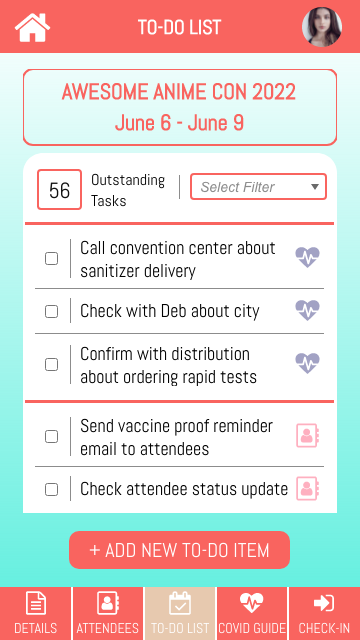 TO-DO LIST
AWESOME ANIME CON 2022
June 6 - June 9
56
Outstanding
Tasks
Select Filter
Call convention center about
sanitizer delivery
Check with Deb about city
Confirm with distribution
about ordering rapid tests
Send vaccine proof reminder
email to attendees
Check attendee status update
+ ADD NEW TO-DO ITEM
DETAILS
ATTENDEES
TO-DO LIST
COVID GUIDE
CHECK-IN